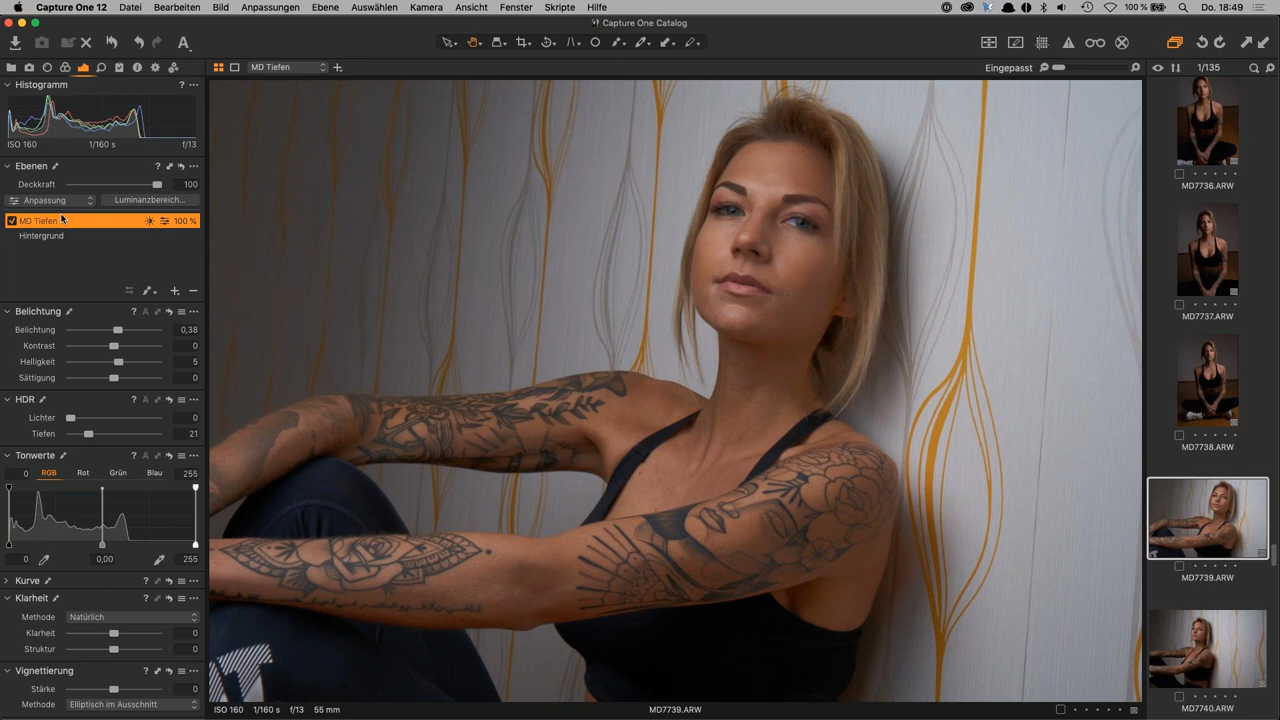 Capture One 12 Datei Bearbeiten Bild Anpassungen Ebene Auswählen Kamera Ansicht Fenster Skripte Hilfe 100 % Do. 18:49
Capture One Catalog
MD Tiefen Eingepasst 1/135
Histogramm ? ...
ISO 160 1/160 s f/13
Ebenen ? ...
Deckkraft 100
Anpassung Luminanzbereich...
MD Tiefen 100 %
Hintergrund
Belichtung ? A
Belichtung 0,38
Kontrast 0
Helligkeit 5
Sättigung 0
HDR ? A
Lichter 0
Tiefen 21
Tonwerte ? A
0 RGB Rot Grün Blau 255
0 0,00 255
Kurve ?
Klarheit ?
Methode Natürlich
Klarheit 0
Struktur 0
Vignettierung ? ...
Stärke 0
Methode Elliptisch im Ausschnitt
ISO 160 1/160 s f/13 55 mm MD7739.ARW
MD7736.ARW
MD7737.ARW
MD7738.ARW
MD7739.ARW
MD7740.ARW